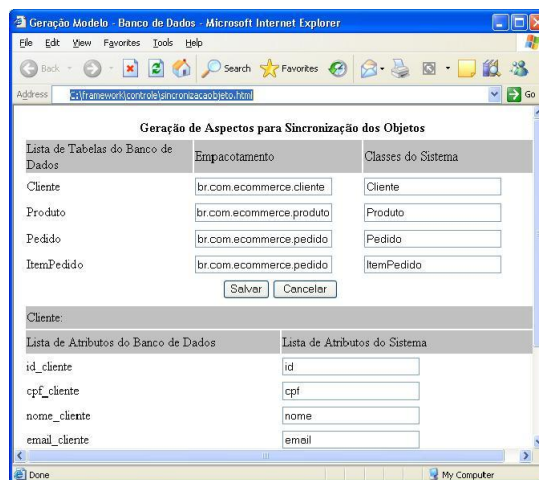 Geração Modelo - Banco de Dados - Microsoft Internet Explorer
File Edit View Favorites Tools Help
Back Search Favorites
Address C:\framework\controle\sincronizacaoobjeto.html Go
Geração de Aspectos para Sincronização dos Objetos
Lista de Tabelas do Banco de Dados Empacotamento Classes do Sistema
Cliente br.com.ecommerce.cliente Cliente
Produto br.com.ecommerce.produto Produto
Pedido br.com.ecommerce.pedido Pedido
ItemPedido br.com.ecommerce.pedido ItemPedido
Salvar Cancelar
Cliente:
Lista de Atributos do Banco de Dados Lista de Atributos do Sistema
id_cliente id
cpf_cliente cpf
nome_cliente nome
email_cliente email
Done My Computer